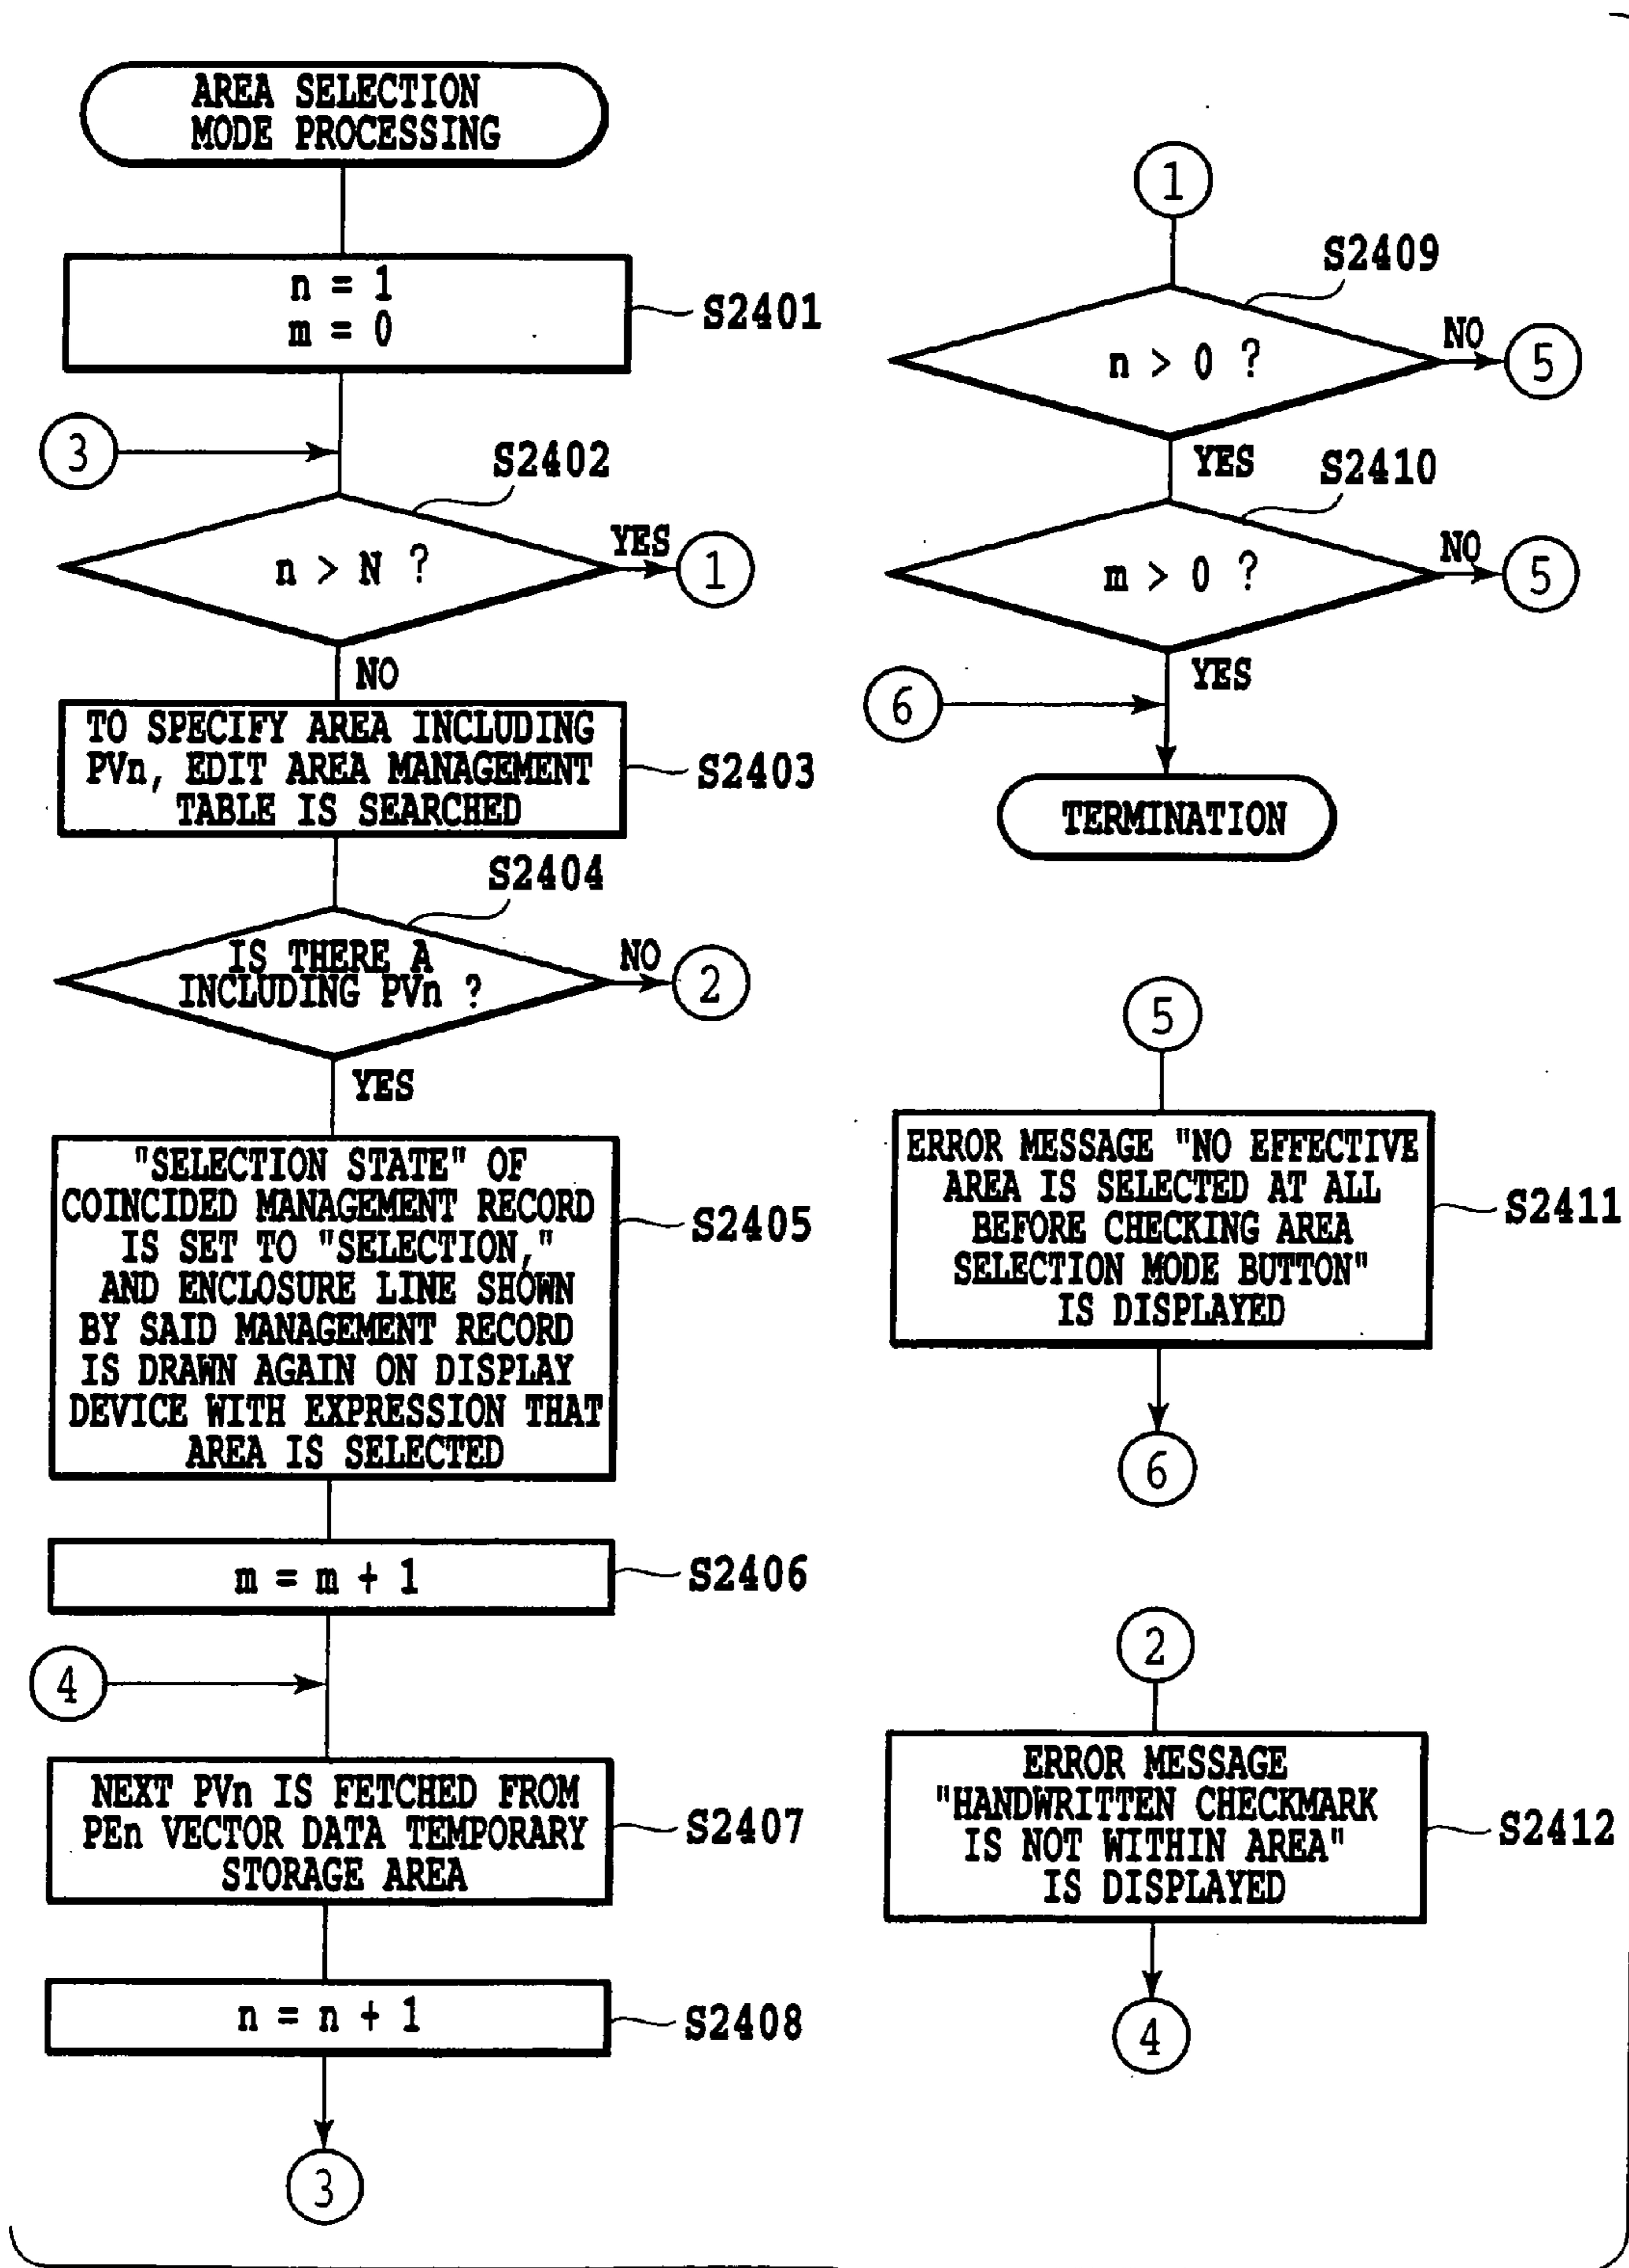 AREA SELECTION
MODE PROCESSING
n = 1
m = 0
S2401
3
S2402
n > N ?
YES
1
NO
TO SPECIFY AREA INCLUDING
PVn, EDIT AREA MANAGEMENT
TABLE IS SEARCHED
S2403
S2404
IS THERE A
INCLUDING PVn ?
NO
2
YES
"SELECTION STATE" OF
COINCIDED MANAGEMENT RECORD
IS SET TO "SELECTION,"
AND ENCLOSURE LINE SHOWN
BY SAID MANAGEMENT RECORD
IS DRAWN AGAIN ON DISPLAY
DEVICE WITH EXPRESSION THAT
AREA IS SELECTED
S2405
m = m + 1
S2406
4
NEXT PVn IS FETCHED FROM
PEn VECTOR DATA TEMPORARY
STORAGE AREA
S2407
n = n + 1
S2408
3
1
S2409
n > 0 ?
NO
5
YES
S2410
m > 0 ?
NO
5
YES
6
TERMINATION
5
ERROR MESSAGE "NO EFFECTIVE
AREA IS SELECTED AT ALL
BEFORE CHECKING AREA
SELECTION MODE BUTTON"
IS DISPLAYED
S2411
6
2
ERROR MESSAGE
"HANDWRITTEN CHECKMARK
IS NOT WITHIN AREA"
IS DISPLAYED
S2412
4